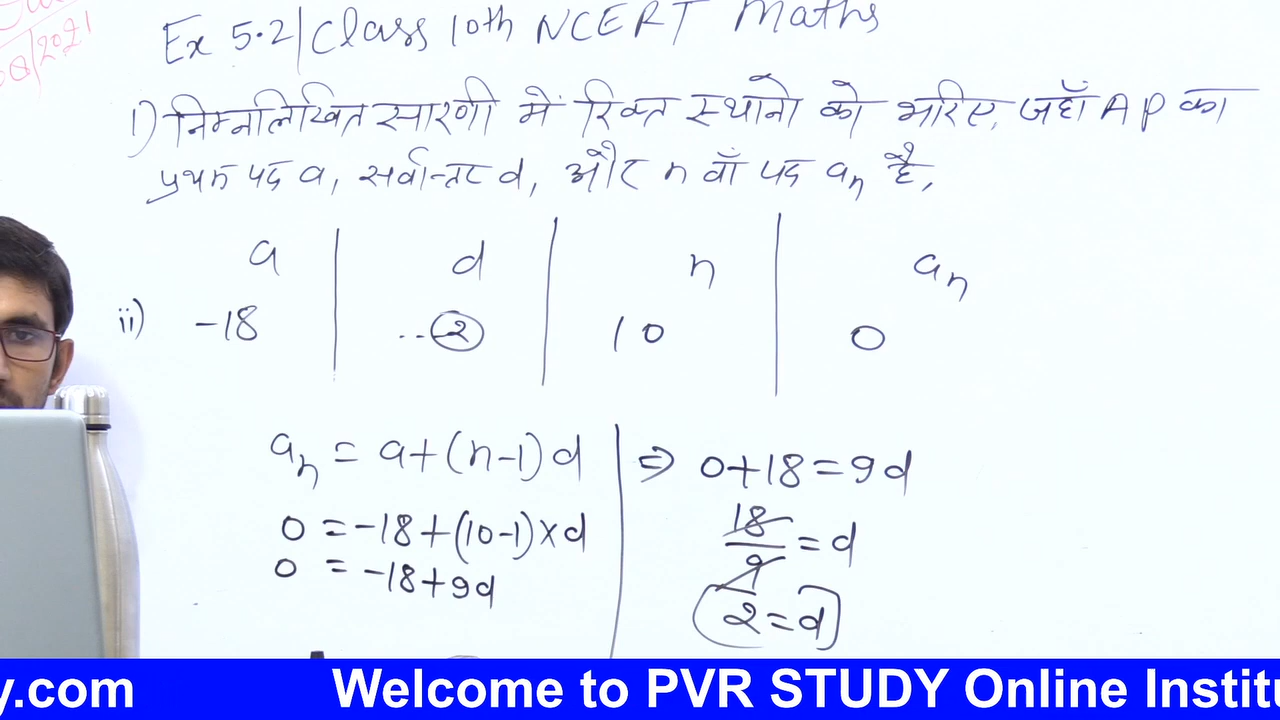 08/2021
Ex 5.2 | Class 10th NCERT Maths
1) निम्नलिखित सारणी में रिक्त स्थानों को भरिए, जहाँ AP का
प्रथम पद a, सर्वान्तर d, और n वाँ पद an है,
a | d | n | an
ii) -18 | ..2 | 10 | 0
an = a+(n-1)d
0 = -18+(10-1)×d
0 = -18+9d
⇒ 0+18=9d
18/9 = d
2=d
y.com Welcome to PVR STUDY Online Institu